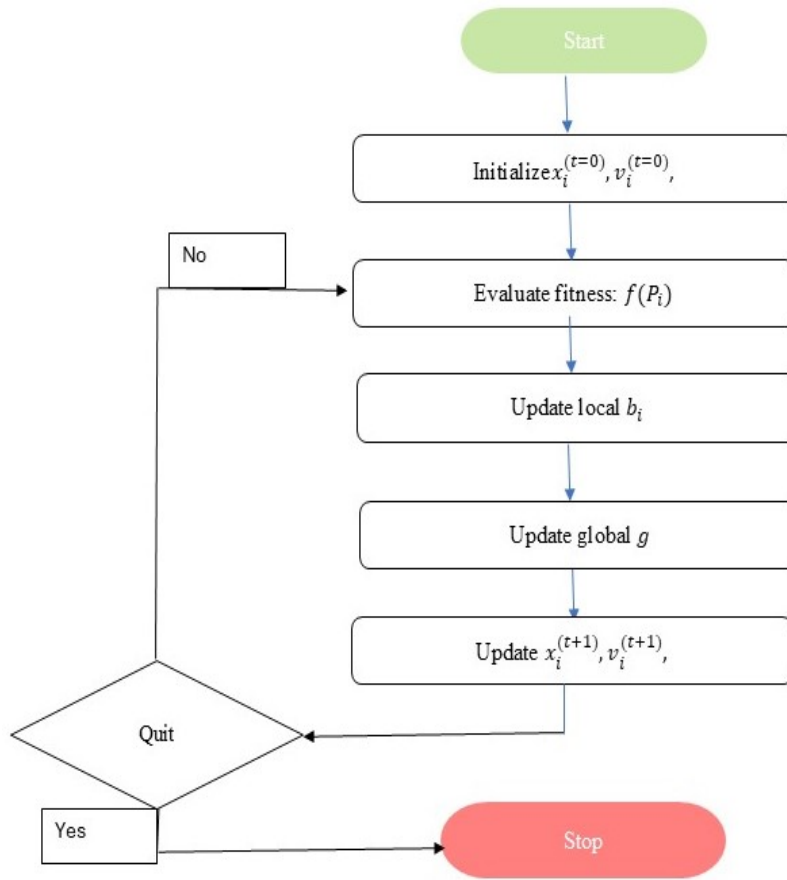 Start
Initialize $x_i^{(t=0)}, v_i^{(t=0)},$
No
Evaluate fitness: $f(P_i)$
Update local $b_i$
Update global $g$
Update $x_i^{(t+1)}, v_i^{(t+1)},$
Quit
Yes
Stop